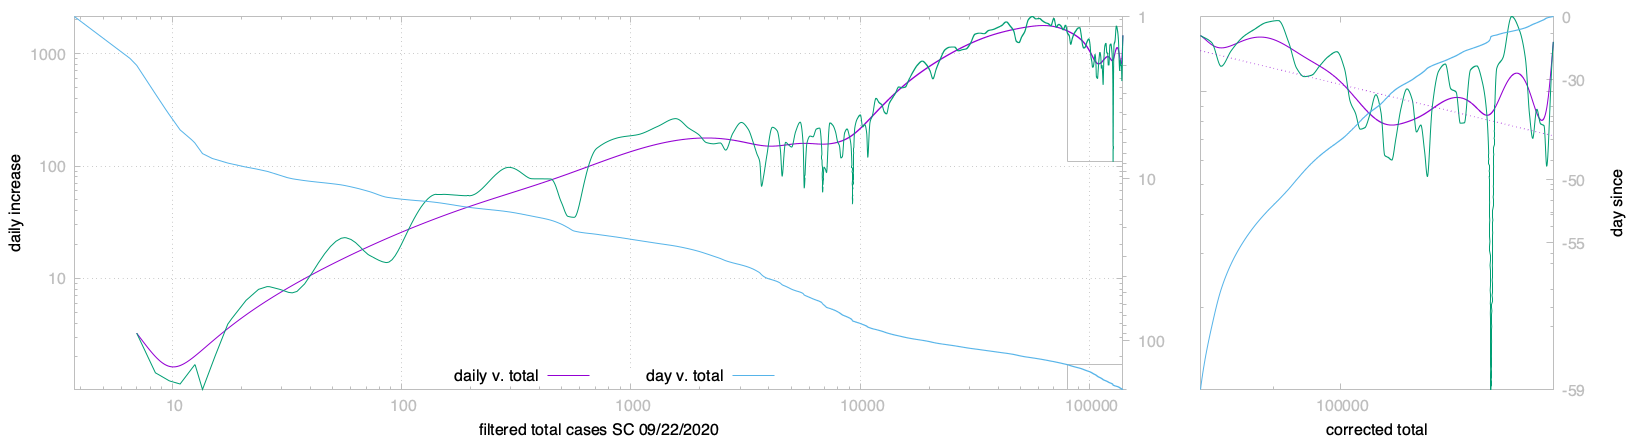 1000
100
10
daily increase
10
100
1000
10000
100000
filtered total cases SC 09/22/2020
daily v. total
day v. total
1
10
100
100000
corrected total
0
-30
-50
-55
-59
day since